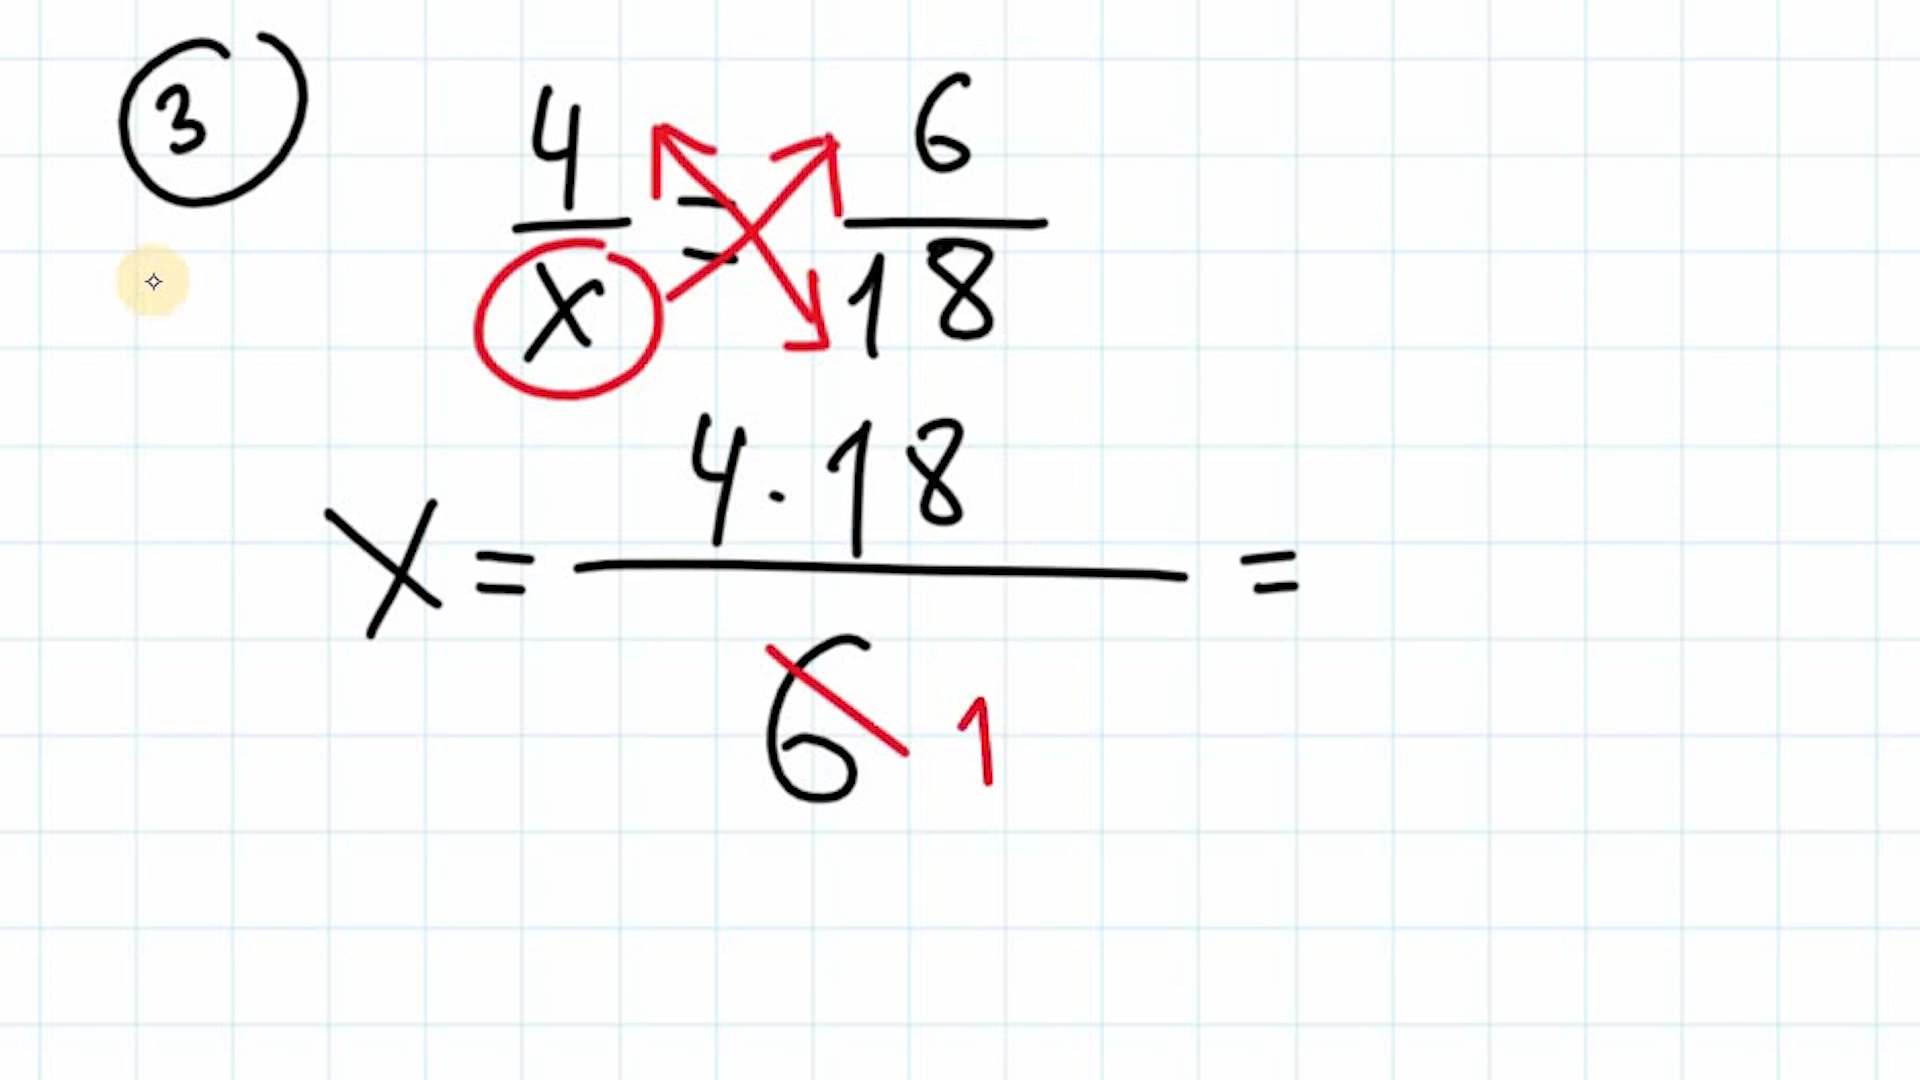 3
4 = 6
x 18
x = 4 · 18 =
6 1